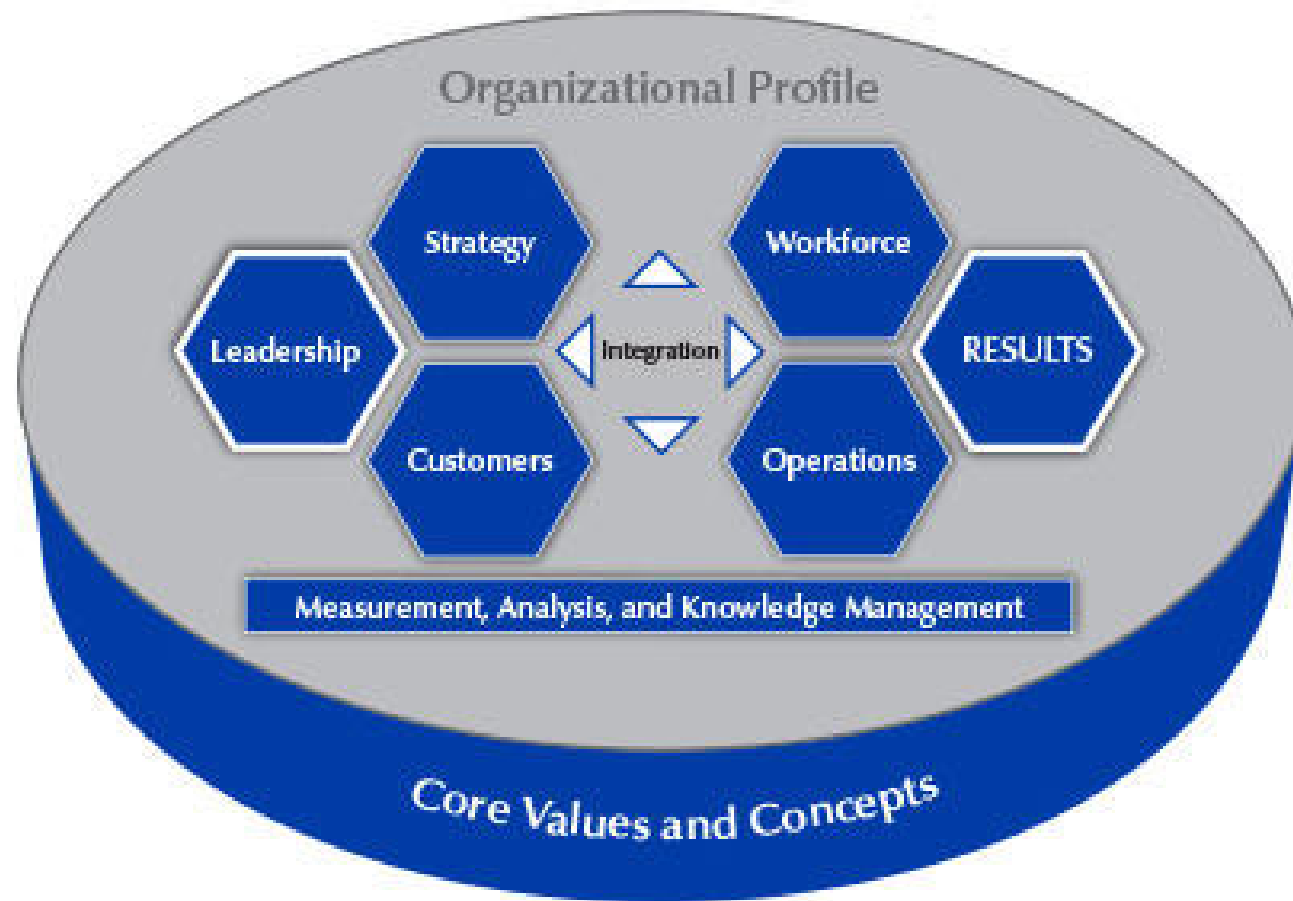 Organizational Profile
Strategy
Workforce
Leadership
Integration
RESULTS
Customers
Operations
Measurement, Analysis, and Knowledge Management
Core Values and Concepts